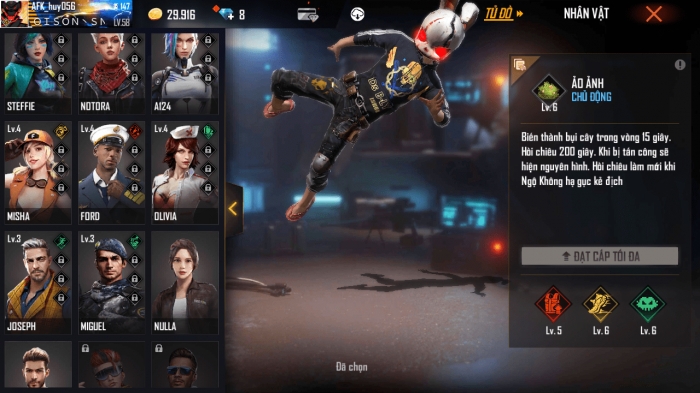 AFK_huy056
147
LV.58
29.916
8
TỦ ĐỒ
NHÂN VẬT
STEFFIE
NOTORA
A124
Lv.4
Lv.4
Lv.4
MISHA
FORD
OLIVIA
Lv.3
Lv.3
JOSEPH
MIGUEL
NULLA
ẢO ẢNH
CHỦ ĐỘNG
Lv. 6
Biến thành bụi cây trong vòng 15 giây.
Hồi chiêu 200 giây. Khi bị tấn công sẽ
hiện nguyên hình. Hồi chiêu làm mới khi
Ngộ Không hạ gục kẻ địch
ĐẠT CẤP TỐI ĐA
Lv. 5
Lv. 6
Lv. 6
Đã chọn